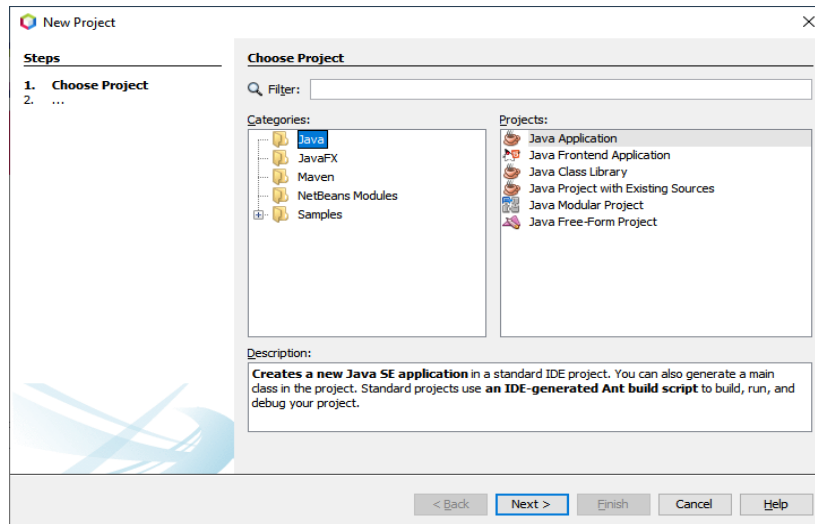 New Project
Steps
1. Choose Project
2. ...
Choose Project
Filter:
Categories:
Java
JavaFX
Maven
NetBeans Modules
Samples
Projects:
Java Application
Java Frontend Application
Java Class Library
Java Project with Existing Sources
Java Modular Project
Java Free-Form Project
Description:
Creates a new Java SE application in a standard IDE project. You can also generate a main
class in the project. Standard projects use an IDE-generated Ant build script to build, run, and
debug your project.
< Back
Next >
Finish
Cancel
Help